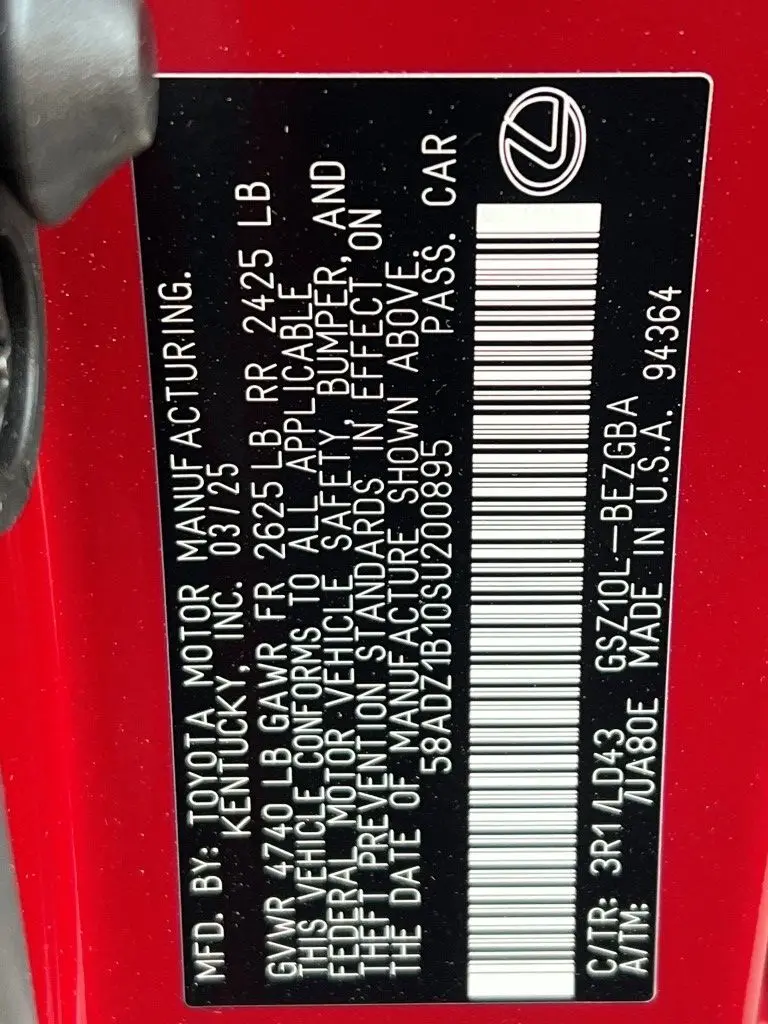 MFD. BY: TOYOTA MOTOR MANUFACTURING.
KENTUCKY, INC. 03/25
GVWR 4740 LB GAWR FR 2625 LB RR 2425 LB
THIS VEHICLE CONFORMS TO ALL APPLICABLE
FEDERAL MOTOR VEHICLE SAFETY, BUMPER, AND
THEFT PREVENTION STANDARDS IN EFFECT ON
THE DATE OF MANUFACTURE SHOWN ABOVE.
58ADZ1B10SU200895 PASS. CAR
C/TR: 3R1/LD43 GSZ10L-BEZGBA
A/TM: /UA80E MADE IN U.S.A. 94364